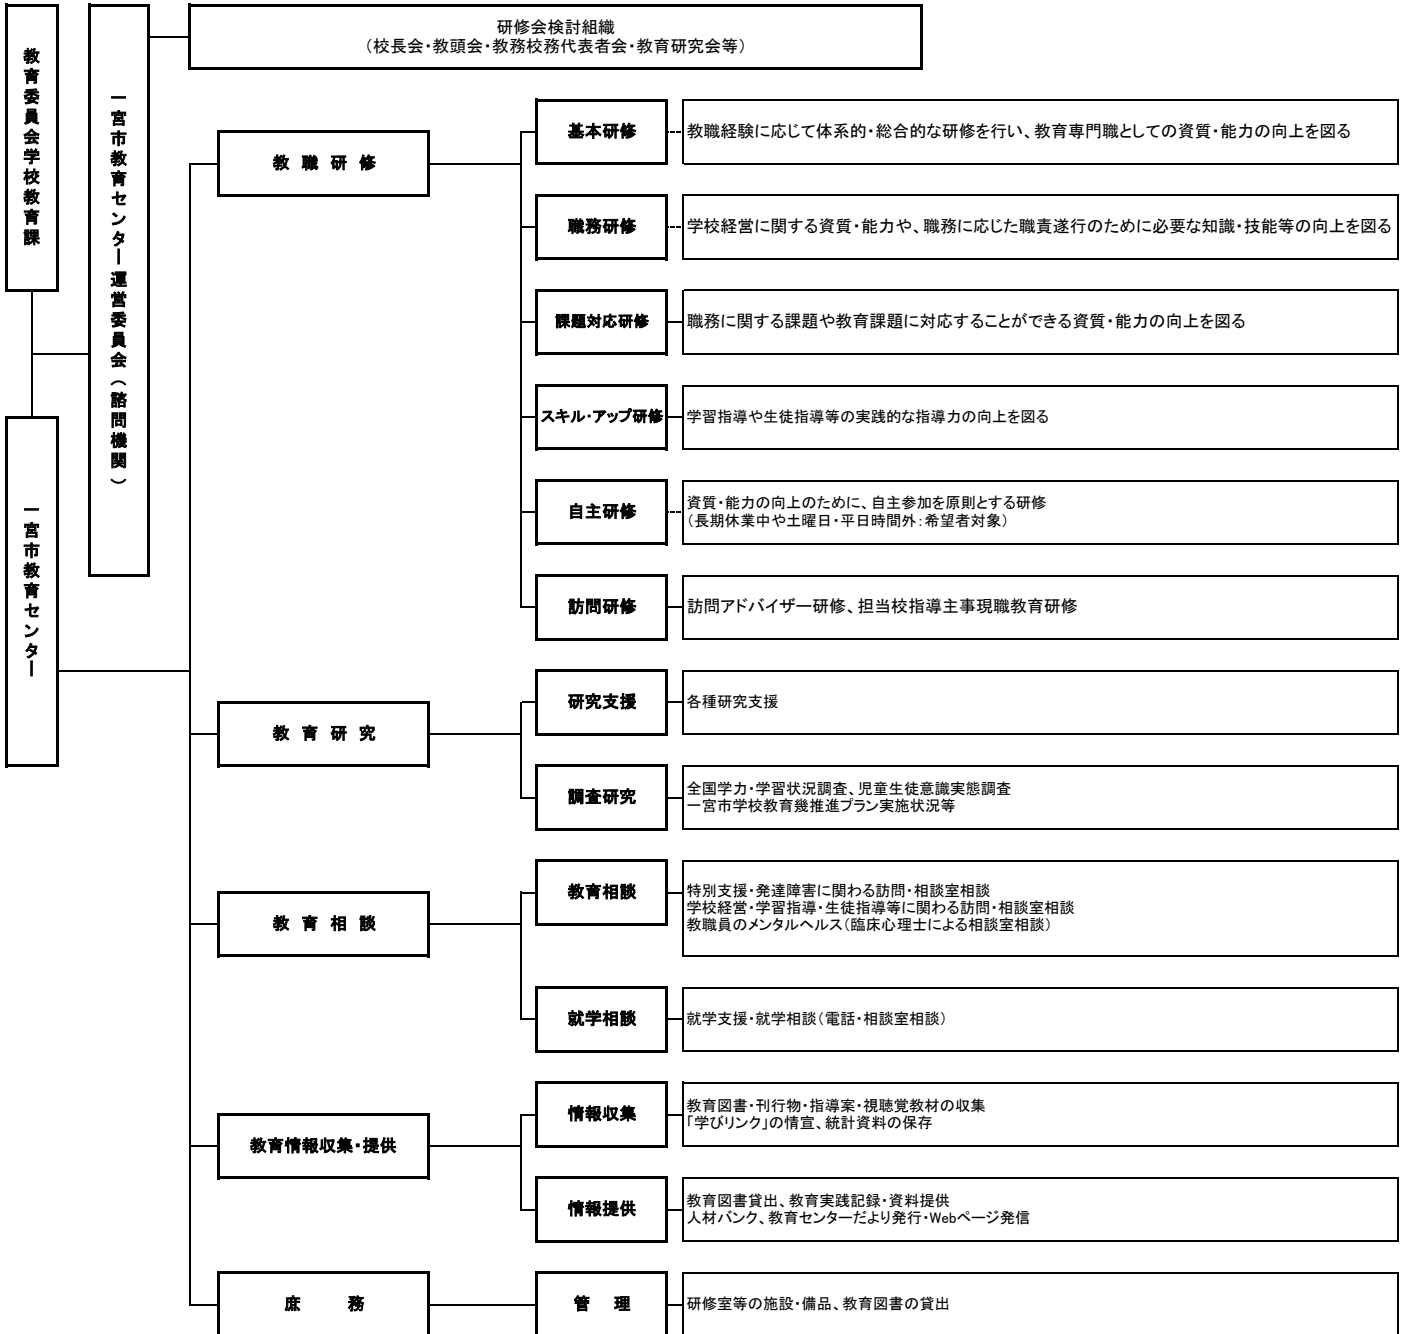 教育委員会学校教育課
一宮市教育センター運営委員会（諮問機関）
一宮市教育センター
研修会検討組織
（校長会・教頭会・教務校務代表者会・教育研究会等）
教職研修
基本研修
教職経験に応じて体系的・総合的な研修を行い、教育専門職としての資質・能力の向上を図る
職務研修
学校経営に関する資質・能力や、職務に応じた職責遂行のために必要な知識・技能等の向上を図る
課題対応研修
職務に関する課題や教育課題に対応することができる資質・能力の向上を図る
スキル・アップ研修
学習指導や生徒指導等の実践的な指導力の向上を図る
自主研修
資質・能力の向上のために、自主参加を原則とする研修
（長期休業中や土曜日・平日時間外：希望者対象）
訪問研修
訪問アドバイザー研修、担当校指導主事現職教育研修
教育研究
研究支援
各種研究支援
調査研究
全国学力・学習状況調査、児童生徒意識実態調査
一宮市学校教育幾推進プラン実施状況等
教育相談
教育相談
特別支援・発達障害に関わる訪問・相談室相談
学校経営・学習指導・生徒指導等に関わる訪問・相談室相談
教職員のメンタルヘルス（臨床心理士による相談室相談）
就学相談
就学支援・就学相談（電話・相談室相談）
教育情報収集・提供
情報収集
教育図書・刊行物・指導案・視聴覚教材の収集
「学びリンク」の情宣、統計資料の保存
情報提供
教育図書貸出、教育実践記録・資料提供
人材バンク、教育センターだより発行・Webページ発信
庶　務
管　理
研修室等の施設・備品、教育図書の貸出